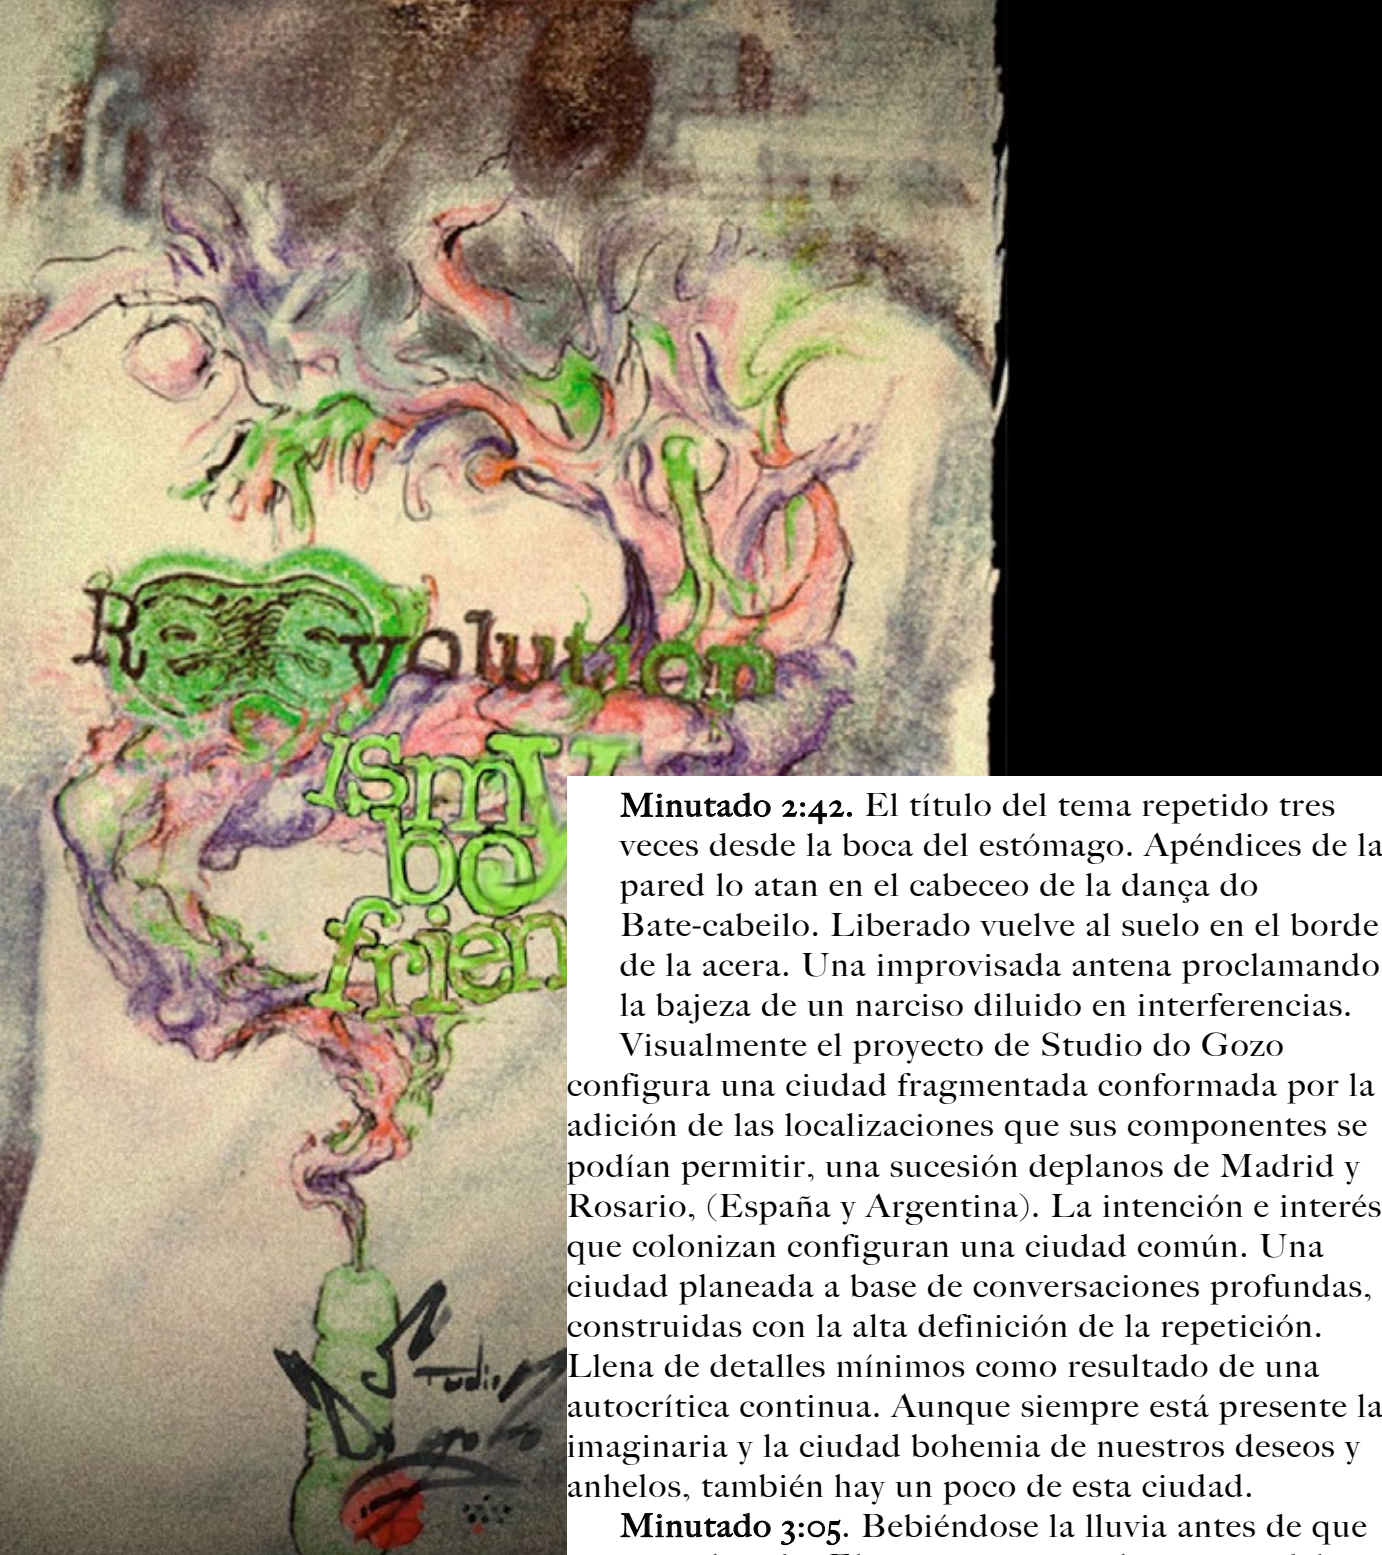 Reevolution
is my
be
frien
Studio
Do gozo
Minutado 2:42. El título del tema repetido tres
veces desde la boca del estómago. Apéndices de la
pared lo atan en el cabeceo de la dança do
Bate-cabeilo. Liberado vuelve al suelo en el borde
de la acera. Una improvisada antena proclamando
la bajeza de un narciso diluido en interferencias.
Visualmente el proyecto de Studio do Gozo
configura una ciudad fragmentada conformada por la
adición de las localizaciones que sus componentes se
podían permitir, una sucesión deplanos de Madrid y
Rosario, (España y Argentina). La intención e interés
que colonizan configuran una ciudad común. Una
ciudad planeada a base de conversaciones profundas,
construidas con la alta definición de la repetición.
Llena de detalles mínimos como resultado de una
autocrítica continua. Aunque siempre está presente la
imaginaria y la ciudad bohemia de nuestros deseos y
anhelos, también hay un poco de esta ciudad.
Minutado 3:05. Bebiéndose la lluvia antes de que